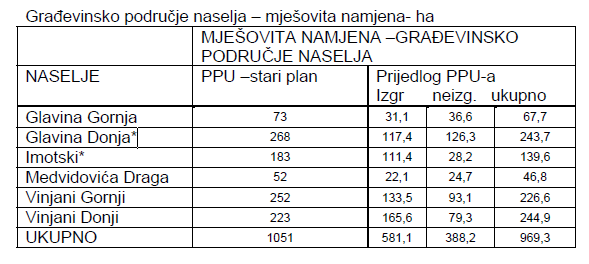 Građevinsko područje naselja – mješovita namjena- ha
MJEŠOVITA NAMJENA –GRAĐEVINSKO
PODRUČJE NASELJA
NASELJE PPU –stari plan Prijedlog PPU-a
Izgr neizg. ukupno
Glavina Gornja 73 31,1 36,6 67,7
Glavina Donja* 268 117,4 126,3 243,7
Imotski* 183 111,4 28,2 139,6
Medvidovića Draga 52 22,1 24,7 46,8
Vinjani Gornji 252 133,5 93,1 226,6
Vinjani Donji 223 165,6 79,3 244,9
UKUPNO 1051 581,1 388,2 969,3